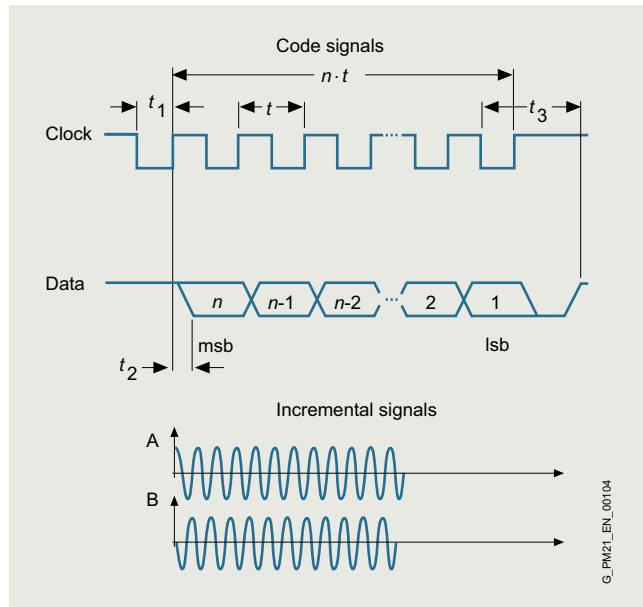 Code signals
n · t
t1 t t3
Clock
Data
n n-1 n-2 2 1
msb lsb
t2
Incremental signals
A
B
G_PM21_EN_00104